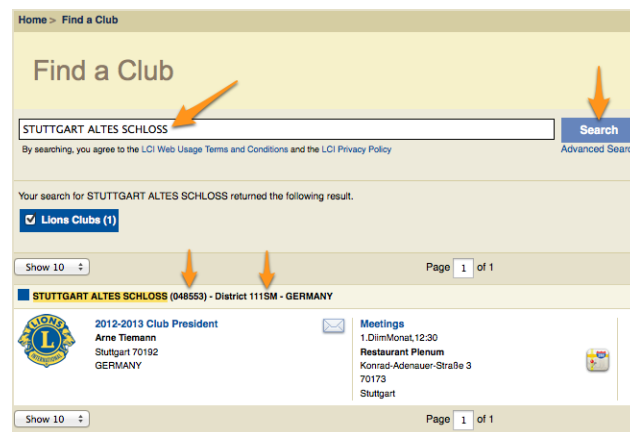 Home > Find a Club
Find a Club
STUTTGART ALTES SCHLOSS
Search
By searching, you agree to the LCI Web Usage Terms and Conditions and the LCI Privacy Policy
Advanced Searc
Your search for STUTTGART ALTES SCHLOSS returned the following result.
Lions Clubs (1)
Show 10
Page 1 of 1
STUTTGART ALTES SCHLOSS (048553) - District 111SM - GERMANY
LIONS
L
INTERNATIONAL
2012-2013 Club President
Arne Tiemann
Stuttgart 70192
GERMANY
Meetings
1.DiimMonat,12:30
Restaurant Plenum
Konrad-Adenauer-Straße 3
70173
Stuttgart
Show 10
Page 1 of 1